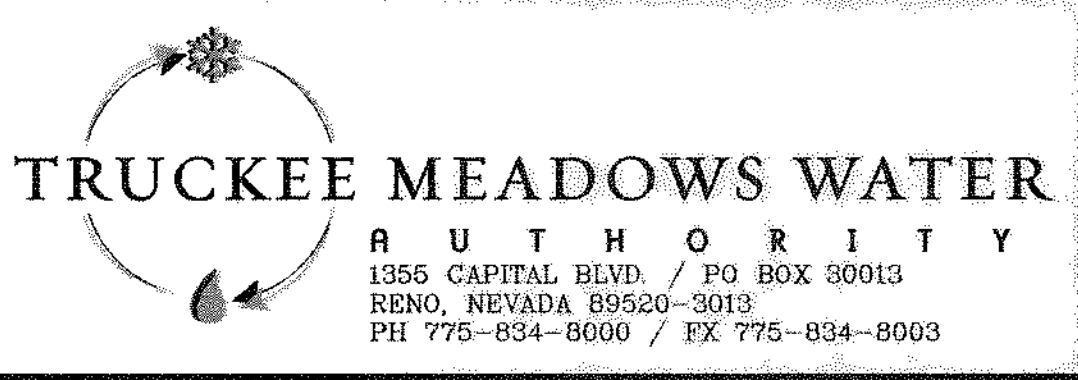 TRUCKEE MEADOWS WATER
AUTHORITY
1355 CAPITAL BLVD. / PO BOX 30013
RENO, NEVADA 89520-3013
PH 775-834-8000 / FX 775-834-8003